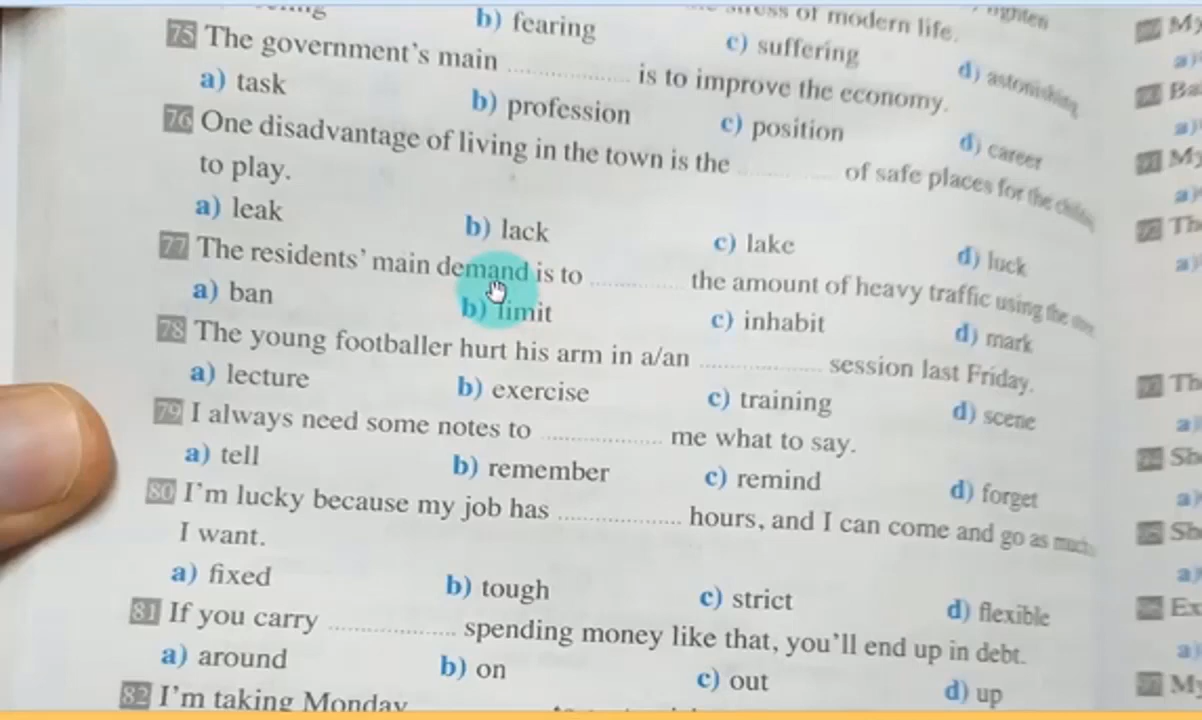 b) fearing
of modern life.
c) suffering
d) astonishing
75 The government's main .................. is to improve the economy.
a) task b) profession c) position d) career
76 One disadvantage of living in the town is the .................. of safe places for the
to play.
a) leak b) lack c) lake d) luck
77 The residents' main demand is to .................. the amount of heavy traffic using the
a) ban b) limit c) inhabit d) mark
78 The young footballer hurt his arm in a/an .................. session last Friday.
a) lecture b) exercise c) training d) scene
79 I always need some notes to .................. me what to say.
a) tell b) remember c) remind d) forget
80 I'm lucky because my job has .................. hours, and I can come and go as much
I want.
a) fixed b) tough c) strict d) flexible
81 If you carry .................. spending money like that, you'll end up in debt.
a) around b) on c) out d) up
82 I'm taking Monday